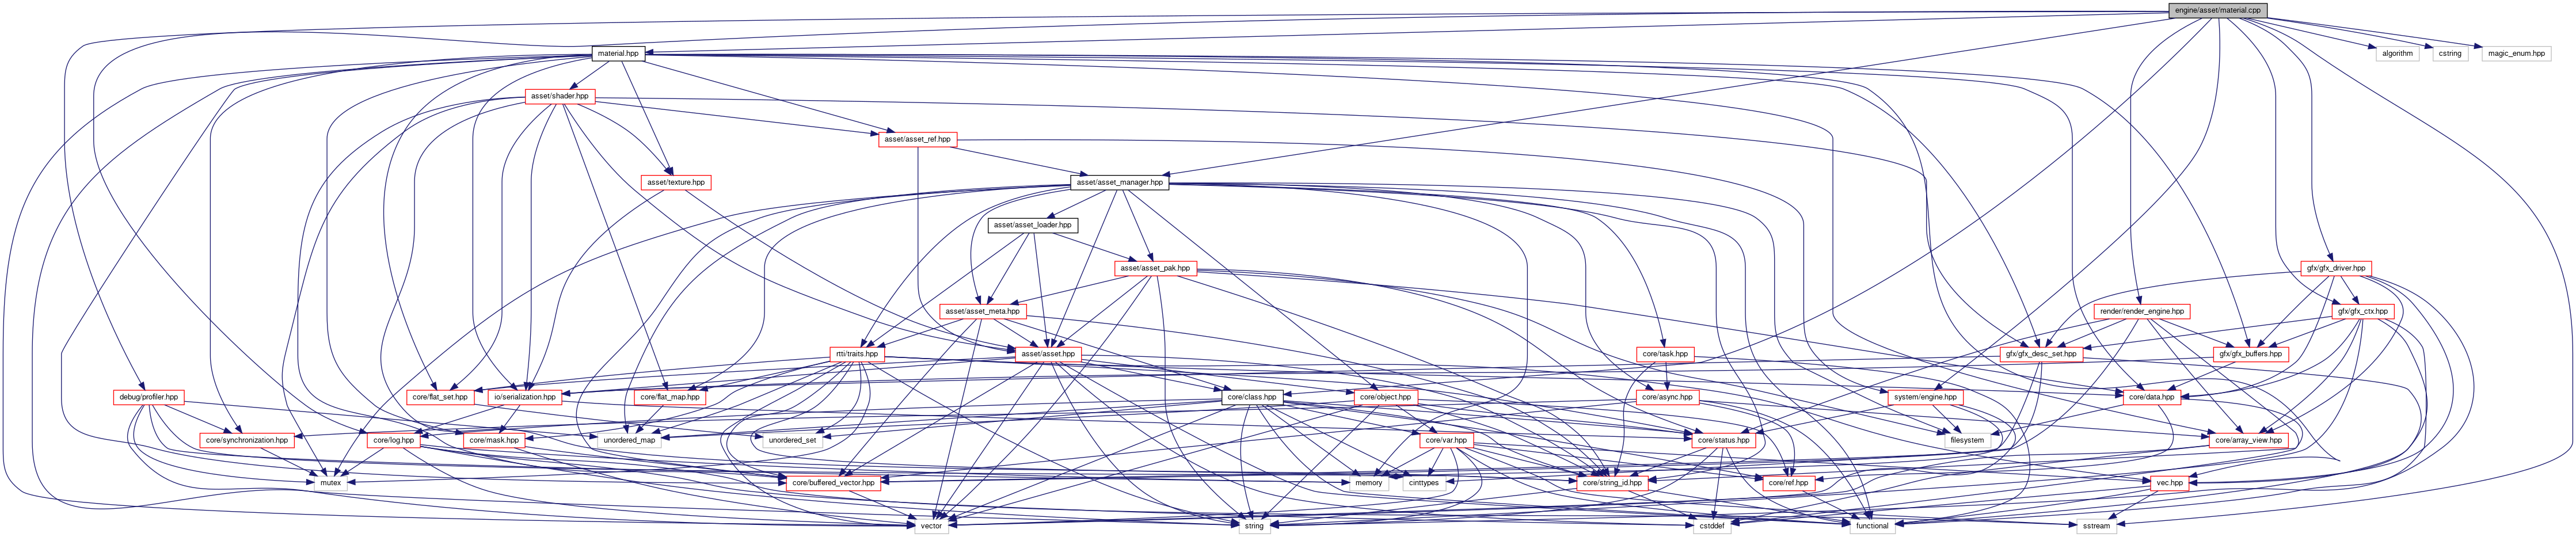 engine/asset/material.cpp
material.hpp
algorithm
cstring
magic_enum.hpp
asset/shader.hpp
asset/asset_ref.hpp
asset/texture.hpp
asset/asset_manager.hpp
asset/asset_loader.hpp
asset/asset_pak.hpp
gfx/gfx_driver.hpp
asset/asset_meta.hpp
render/render_engine.hpp
gfx/gfx_ctx.hpp
rtti/traits.hpp
asset/asset.hpp
core/task.hpp
gfx/gfx_desc_set.hpp
gfx/gfx_buffers.hpp
debug/profiler.hpp
core/flat_set.hpp
io/serialization.hpp
core/flat_map.hpp
core/class.hpp
core/object.hpp
core/async.hpp
system/engine.hpp
core/data.hpp
core/synchronization.hpp
core/log.hpp
core/mask.hpp
unordered_map
unordered_set
core/var.hpp
core/status.hpp
filesystem
core/array_view.hpp
mutex
core/buffered_vector.hpp
memory
cinttypes
core/string_id.hpp
core/ref.hpp
vec.hpp
vector
string
cstddef
functional
sstream